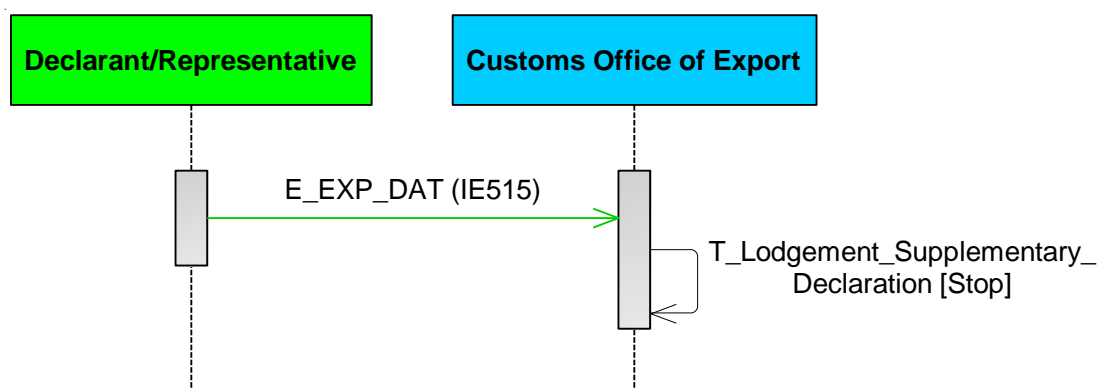 Declarant/Representative
Customs Office of Export
E_EXP_DAT (IE515)
T_Lodgement_Supplementary_
Declaration [Stop]